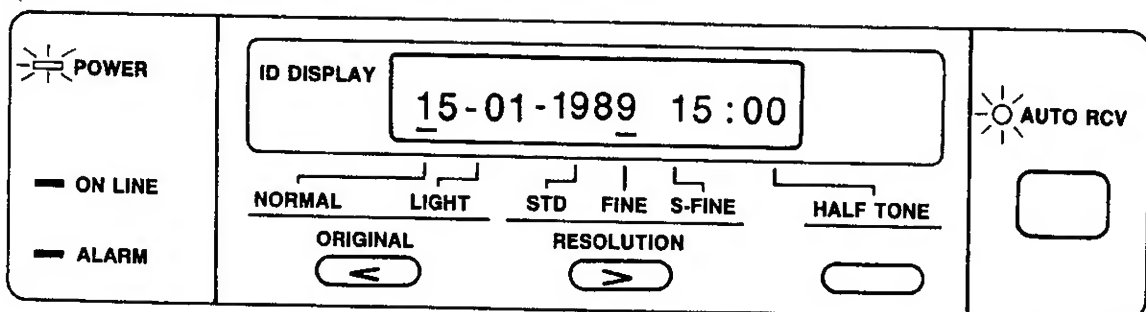 POWER
ID DISPLAY
15-01-1989 15:00
AUTO RCV
ON LINE
NORMAL LIGHT STD FINE S-FINE HALF TONE
ALARM
ORIGINAL RESOLUTION
< >